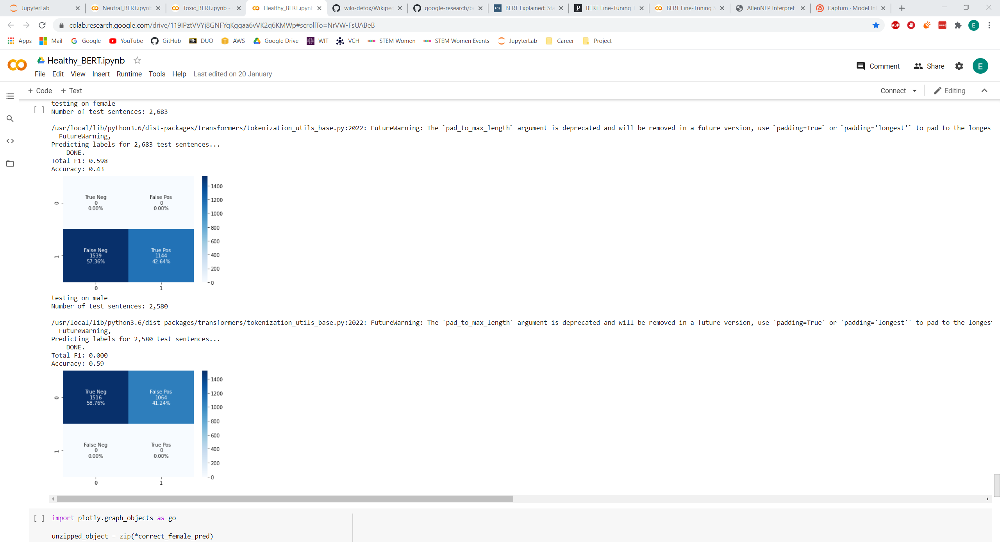 JupyterLab
Neutral_BERT.ipynb
Toxic_BERT.ipynb -
Healthy_BERT.ipynb
wiki-detox/Wikiped
google-research/be
BERT Explained: Sta
BERT Fine-Tuning T
BERT Fine-Tuning S
AllenNLP Interpret
Captum · Model Int
colab.research.google.com/drive/119IPztVVYj8GNFYqKggaa6vVK2q6KMWp#scrollTo=NrVW-FsUABeB
ABP
E
Apps
Mail
Google
YouTube
GitHub
Bb DUO
AWS
Google Drive
WIT
VCH
STEM Women
STEM Women Events
JupyterLab
Career
Project
Healthy_BERT.ipynb
Comment
Share
E
File Edit View Insert Runtime Tools Help Last edited on 20 January
+ Code + Text
Connect
Editing
testing on female
[ ]
Number of test sentences: 2,683
/usr/local/lib/python3.6/dist-packages/transformers/tokenization_utils_base.py:2022: FutureWarning: The `pad_to_max_length` argument is deprecated and will be removed in a future version, use `padding=True` or `padding='longest'` to pad to the longest
FutureWarning,
Predicting labels for 2,683 test sentences...
DONE.
Total F1: 0.598
Accuracy: 0.43
True Neg
0
0.00%
False Pos
0
0.00%
False Neg
1539
57.36%
True Pos
1144
42.64%
0
1
0
1
1400
1200
1000
800
600
400
200
0
testing on male
Number of test sentences: 2,580
/usr/local/lib/python3.6/dist-packages/transformers/tokenization_utils_base.py:2022: FutureWarning: The `pad_to_max_length` argument is deprecated and will be removed in a future version, use `padding=True` or `padding='longest'` to pad to the longest
FutureWarning,
Predicting labels for 2,580 test sentences...
DONE.
Total F1: 0.000
Accuracy: 0.59
True Neg
1516
58.76%
False Pos
1064
41.24%
False Neg
0
0.00%
True Pos
0
0.00%
0
1
0
1
1400
1200
1000
800
600
400
200
0
[ ] import plotly.graph_objects as go
unzipped_object = zip(*correct_female_pred)